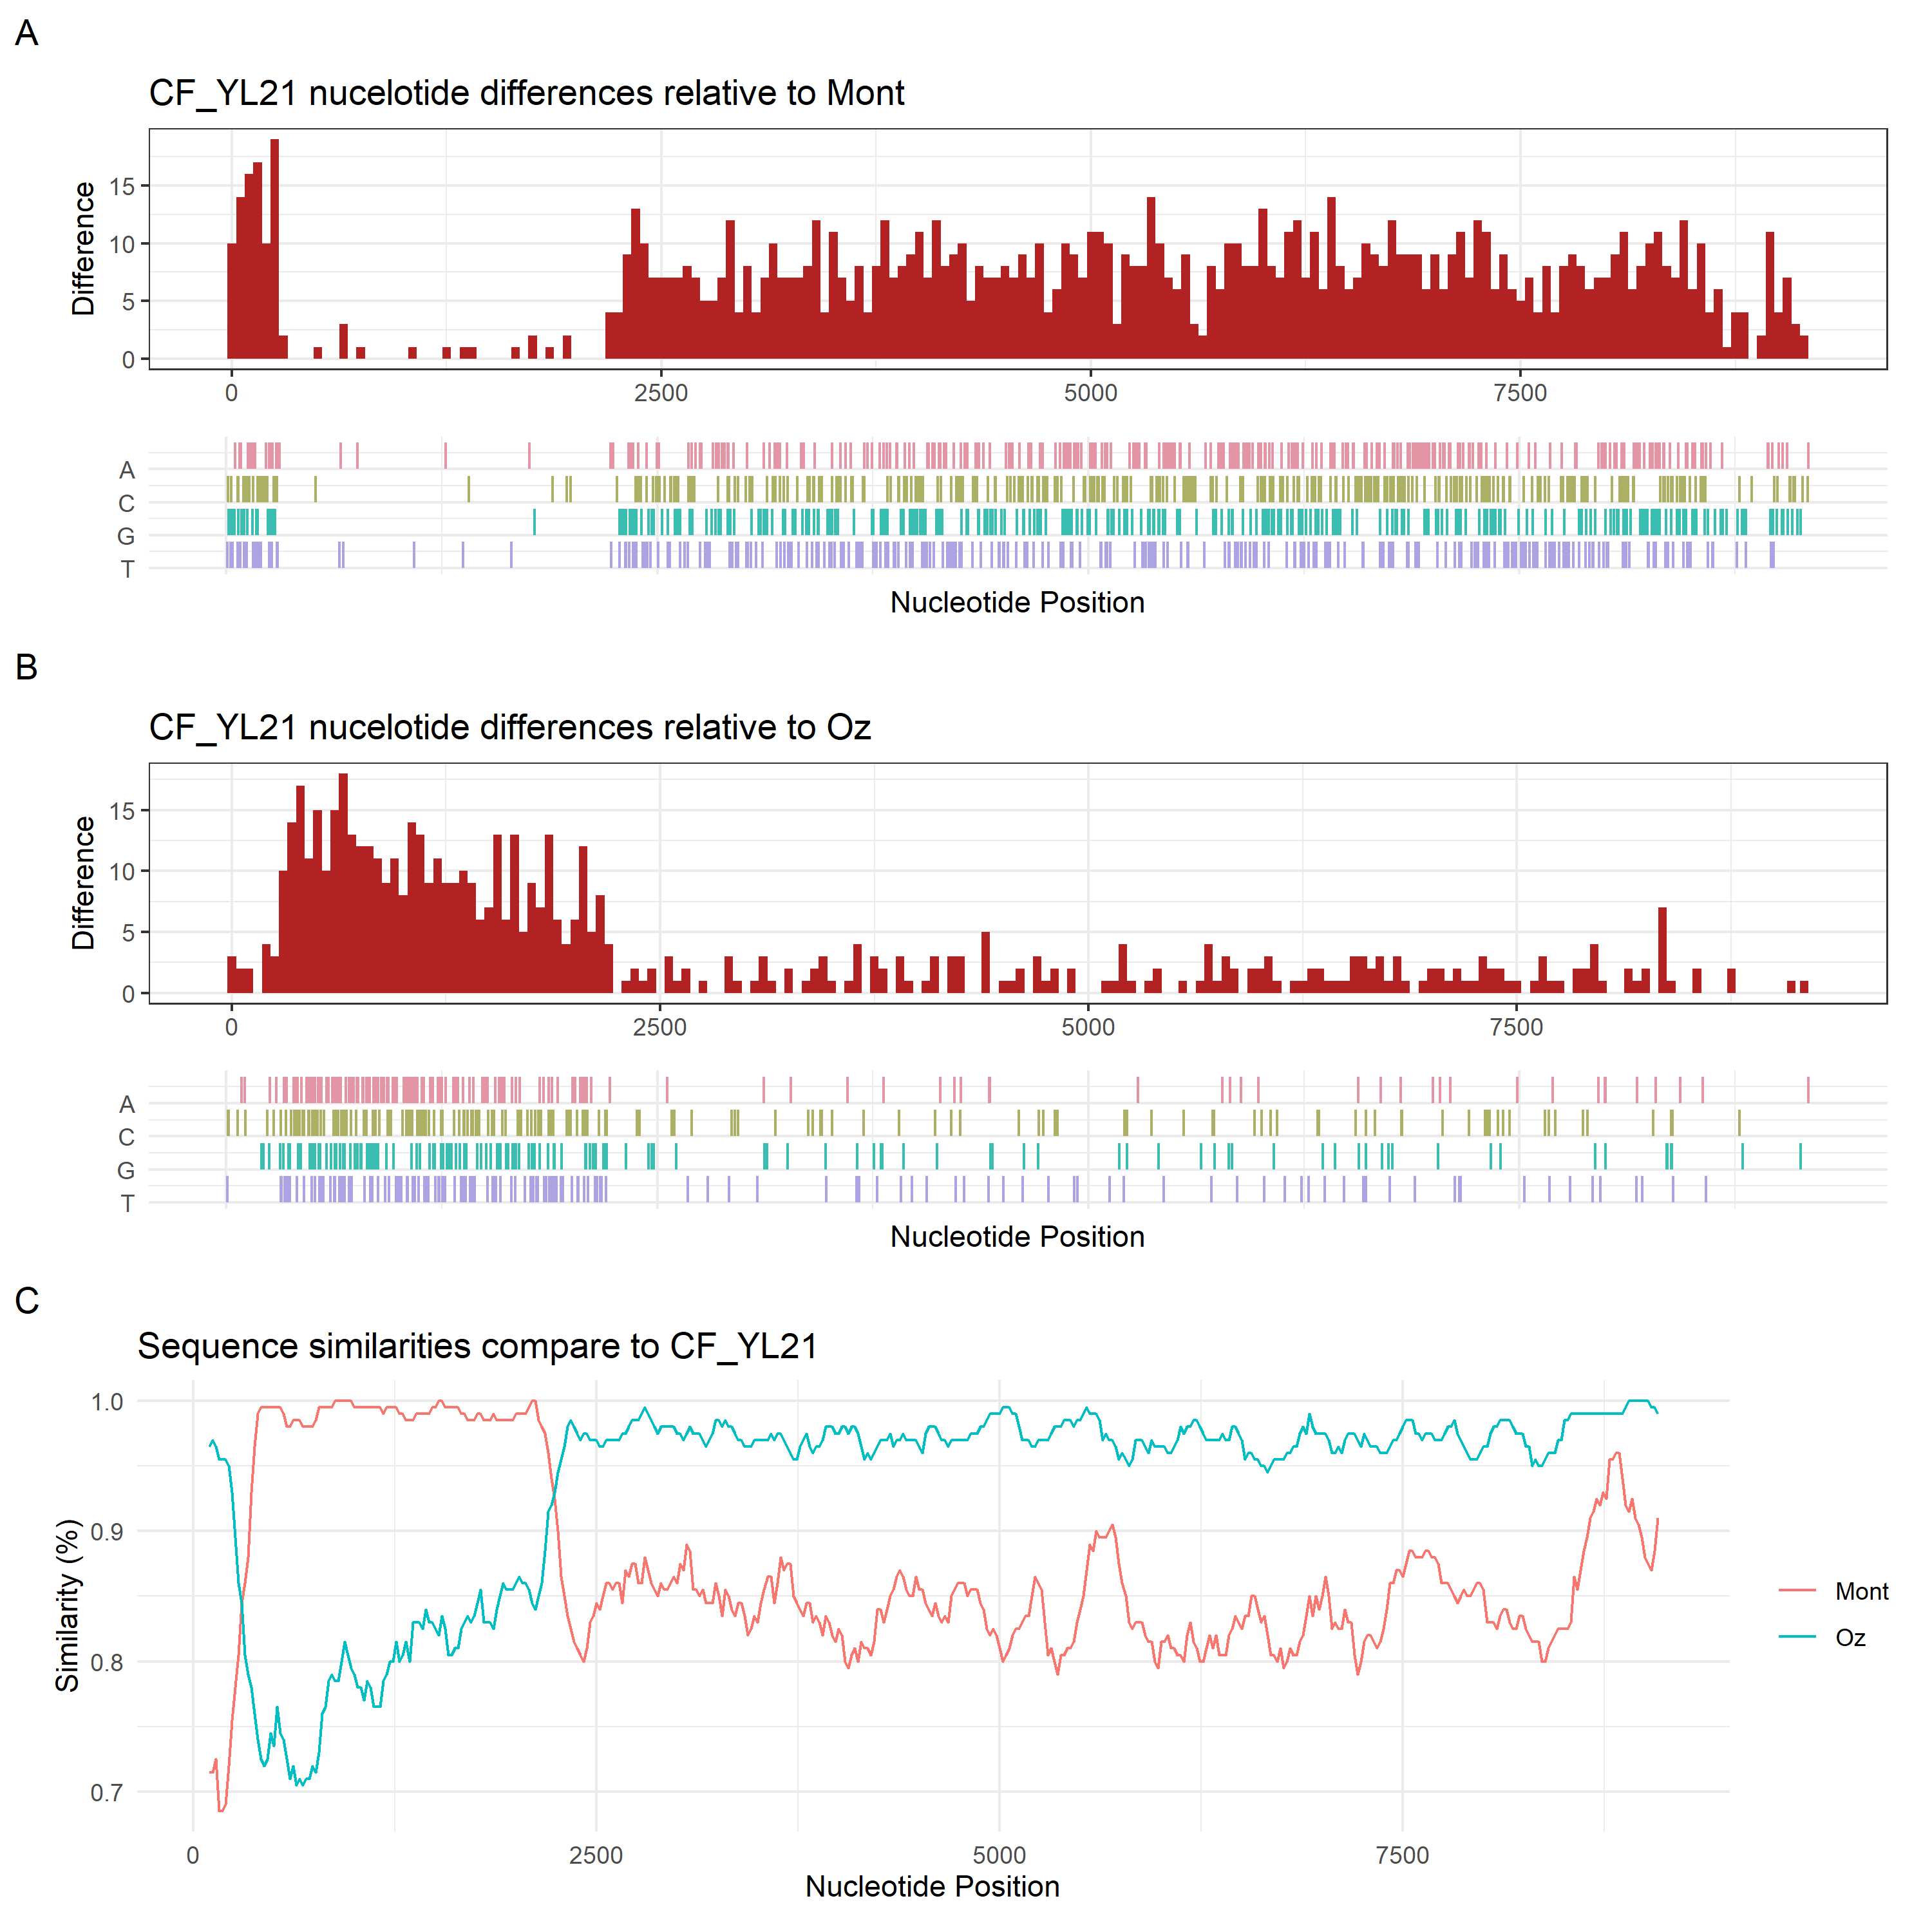 A
CF_YL21 nucelotide differences relative to Mont
Difference
15
10
5
0
0 2500 5000 7500
A
C
G
T
Nucleotide Position
B
CF_YL21 nucelotide differences relative to Oz
Difference
15
10
5
0
0 2500 5000 7500
A
C
G
T
Nucleotide Position
C
Sequence similarities compare to CF_YL21
Similarity (%)
1.0
0.9
0.8
0.7
0 2500 5000 7500
Nucleotide Position
Mont
Oz